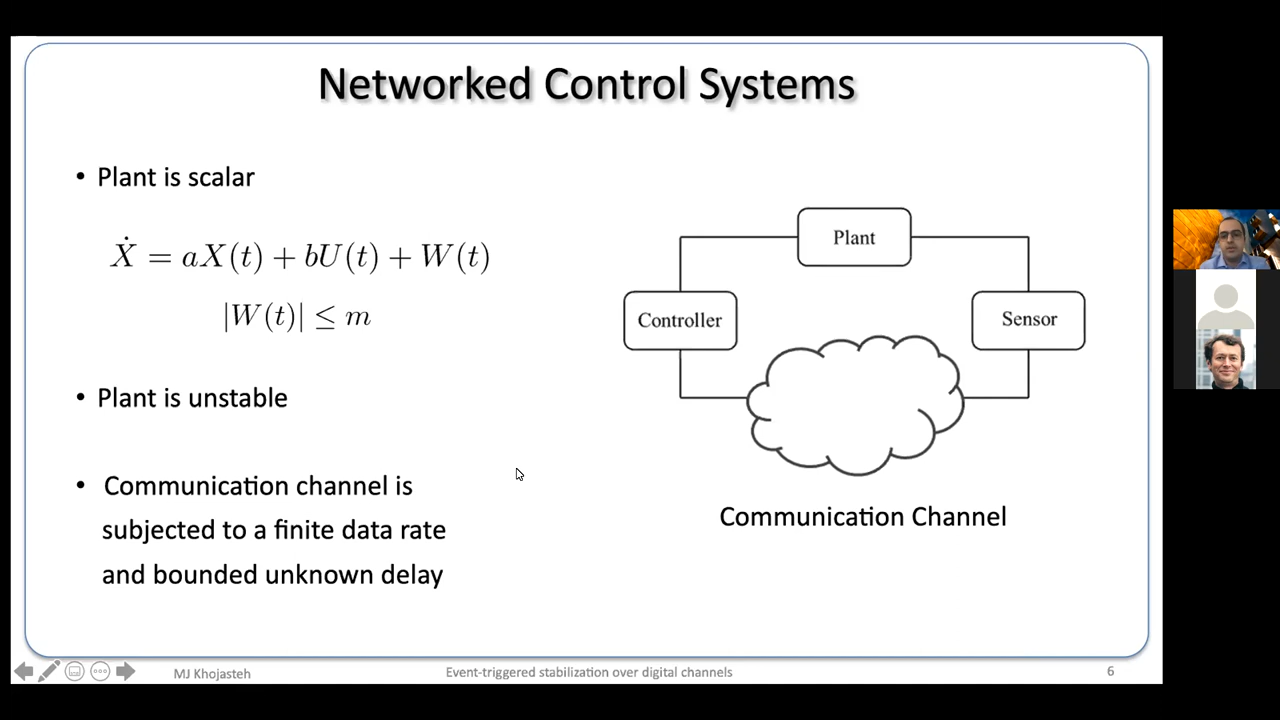 Networked Control Systems
• Plant is scalar
Ẋ = aX(t) + bU(t) + W(t)
|W(t)| ≤ m
• Plant is unstable
• Communication channel is
subjected to a finite data rate
and bounded unknown delay
Plant
Controller
Sensor
Communication Channel
MJ Khojasteh
Event-triggered stabilization over digital channels
6